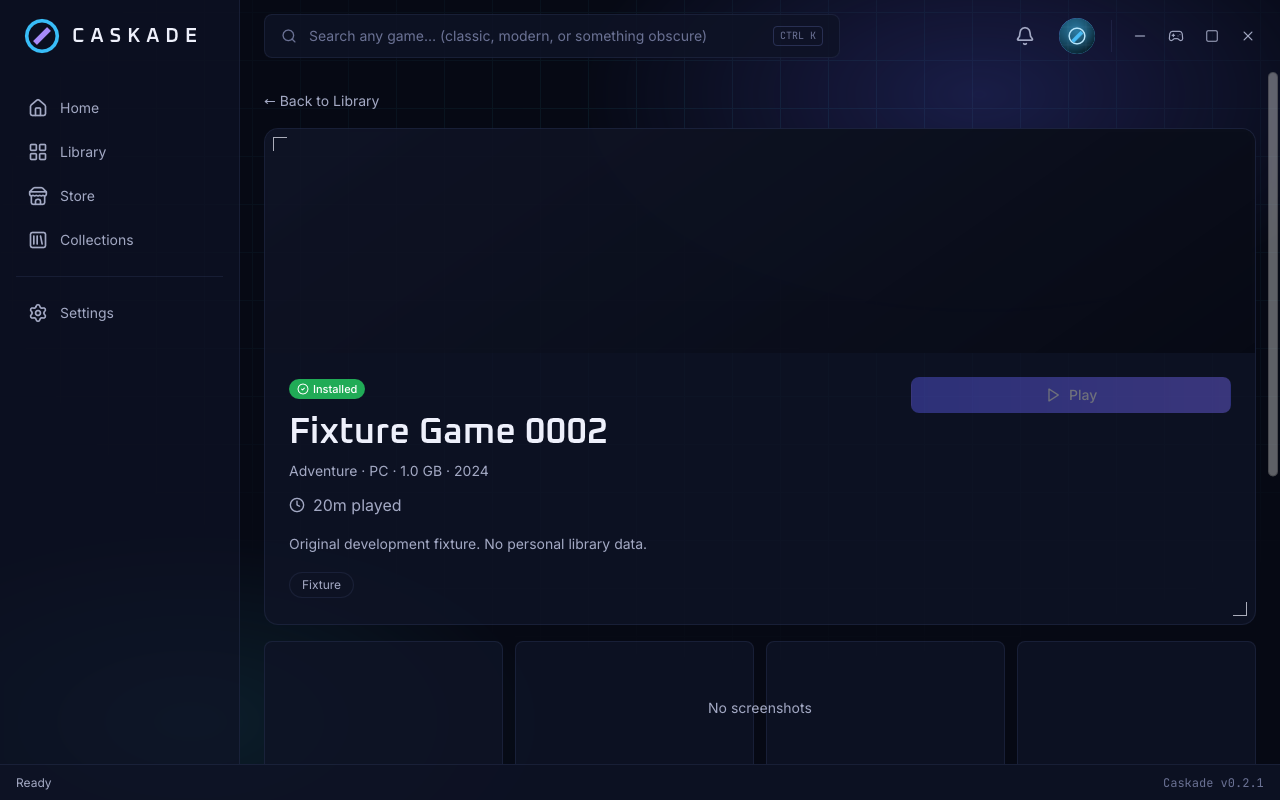 CASKADE
Search any game... (classic, modern, or something obscure)
CTRL K
Home
Library
Store
Collections
Settings
← Back to Library
Installed
Play
Fixture Game 0002
Adventure · PC · 1.0 GB · 2024
20m played
Original development fixture. No personal library data.
Fixture
No screenshots
Ready
Caskade v0.2.1